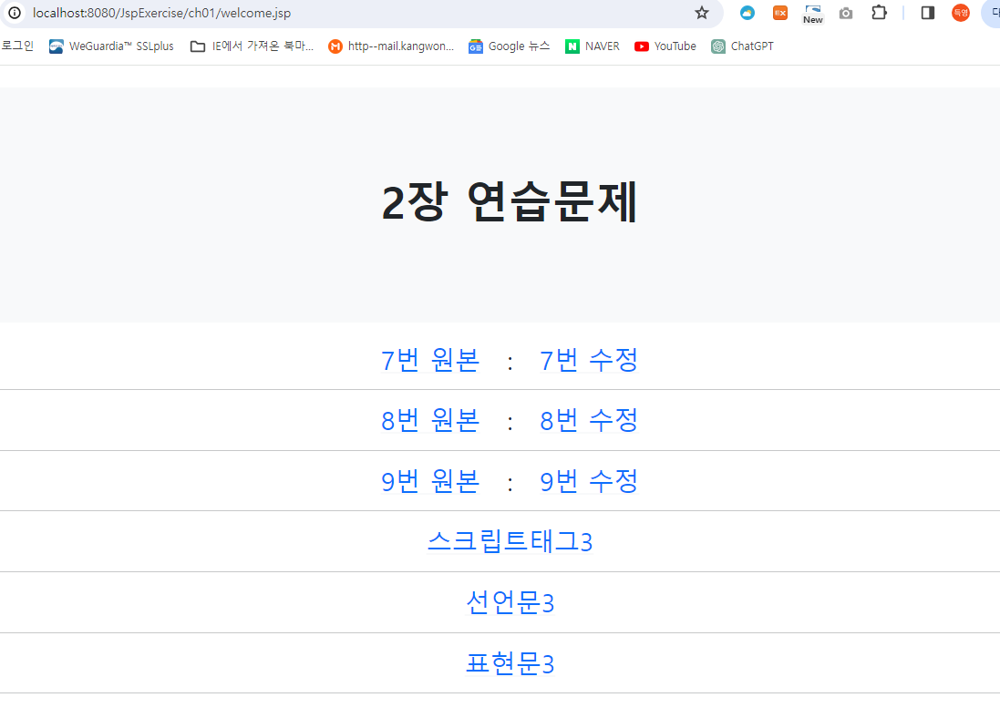 localhost:8080/JspExercise/ch01/welcome.jsp
EX
New
득영
로그인 WeGuardia™ SSLplus IE에서 가져온 북마... http--mail.kangwon... Google 뉴스 NAVER YouTube ChatGPT
2장 연습문제
7번 원본 : 7번 수정
8번 원본 : 8번 수정
9번 원본 : 9번 수정
스크립트태그3
선언문3
표현문3